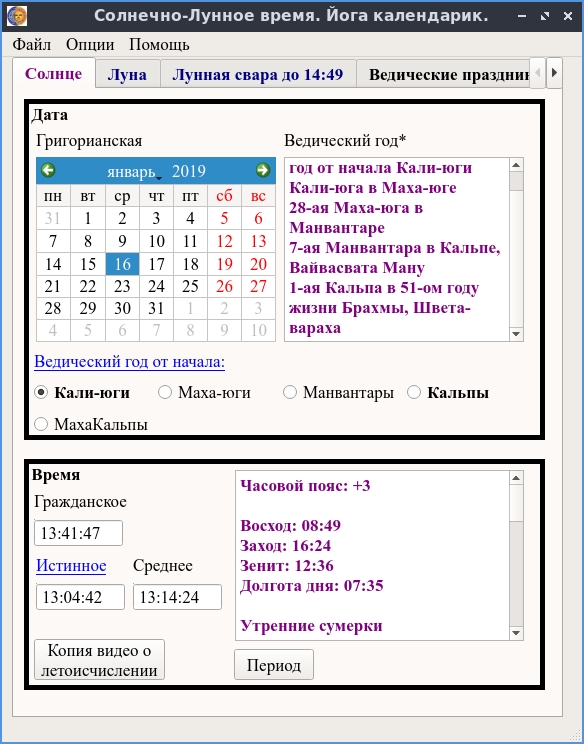 Солнечно-Лунное время. Йога календарик.
Файл Опции Помощь
Солнце Луна Лунная свара до 14:49 Ведические праздник
Дата
Григорианская
январь 2019
пн вт ср чт пт сб вс
31 1 2 3 4 5 6
7 8 9 10 11 12 13
14 15 16 17 18 19 20
21 22 23 24 25 26 27
28 29 30 31 1 2 3
4 5 6 7 8 9 10
Ведический год*
год от начала Кали-юги
Кали-юга в Маха-юге
28-ая Маха-юга в
Манвантаре
7-ая Манвантара в Кальпе,
Вайвасвата Ману
1-ая Кальпа в 51-ом году
жизни Брахмы, Швета-
вараха
Ведический год от начала:
Кали-юги Маха-юги Манвантары Кальпы
МахаКальпы
Время
Гражданское
13:41:47
Истинное Среднее
13:04:42 13:14:24
Копия видео о
летоисчислении
Часовой пояс: +3
Восход: 08:49
Заход: 16:24
Зенит: 12:36
Долгота дня: 07:35
Утренние сумерки
Период